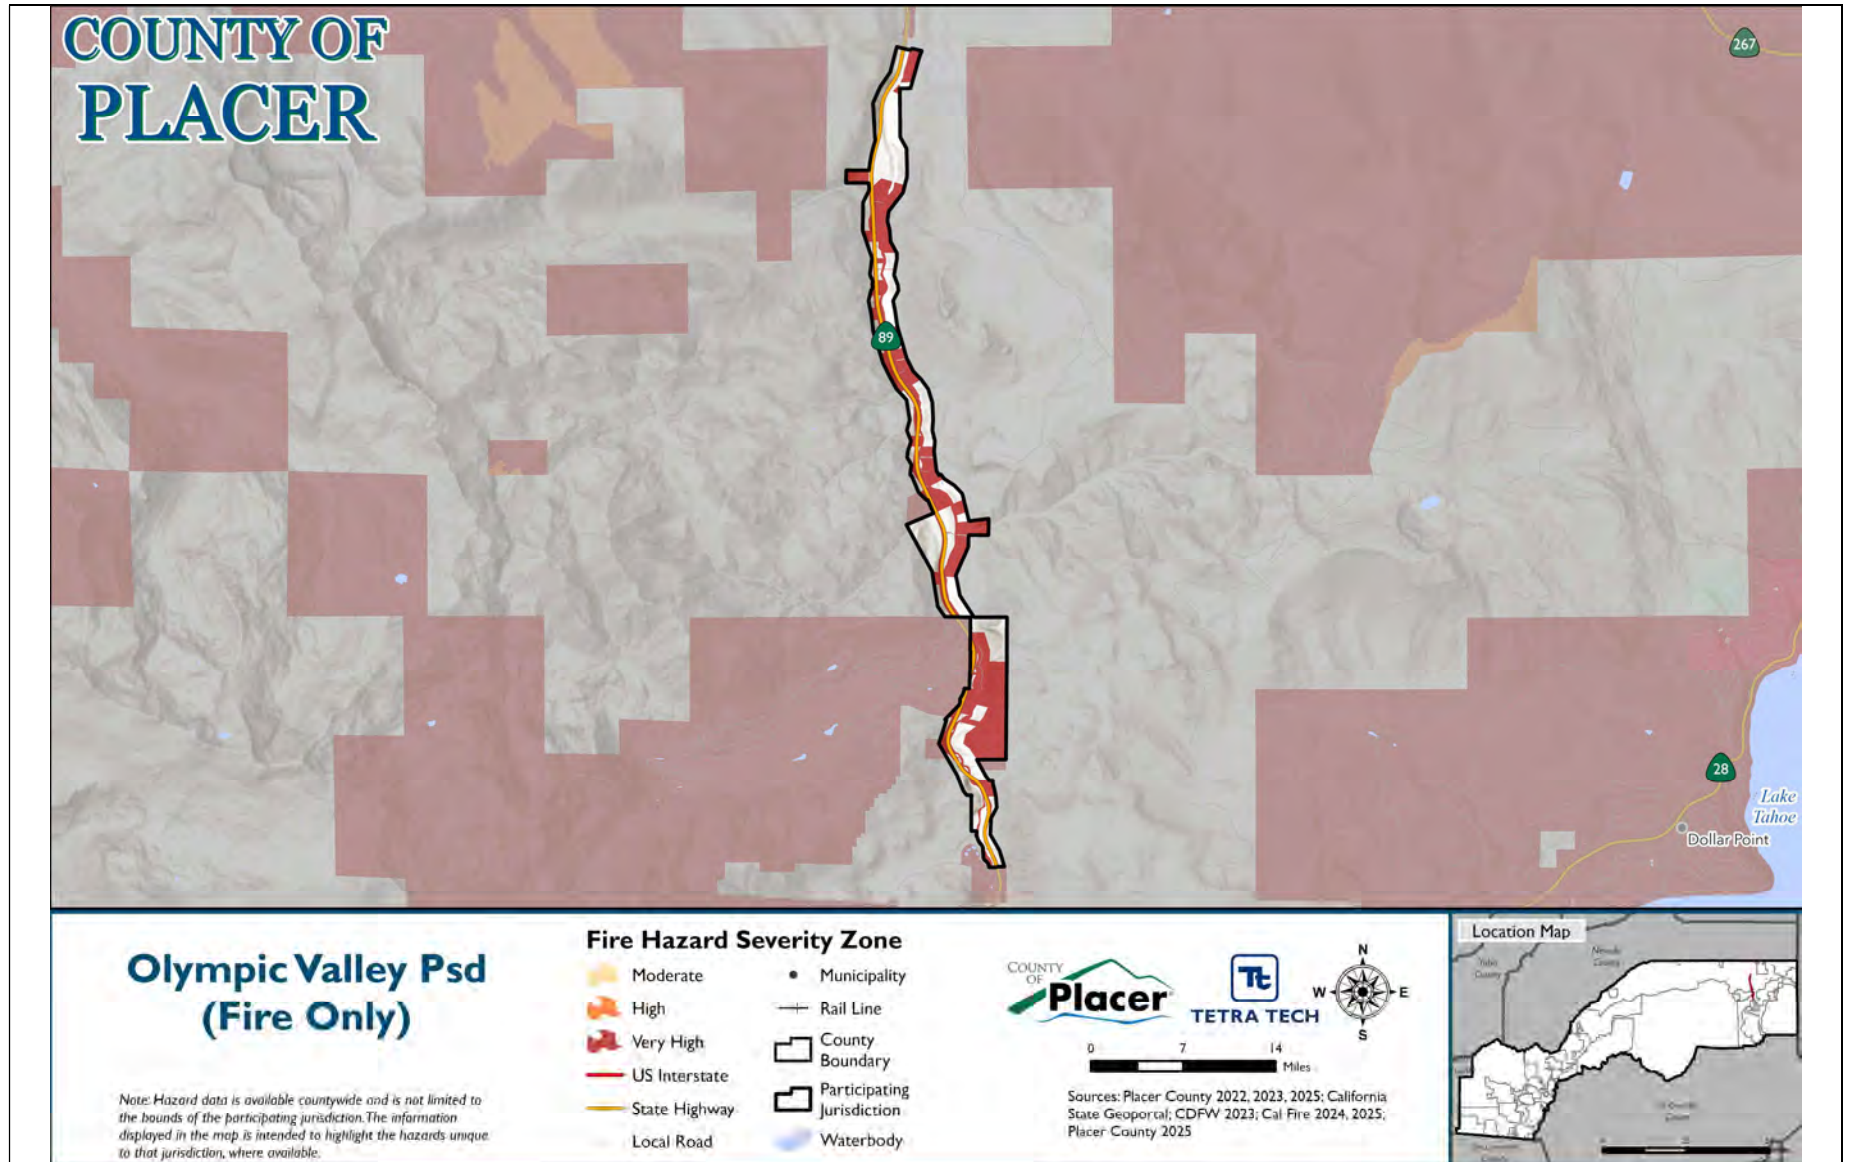 COUNTY OF
PLACER
267
89
28
Lake
Tahoe
Dollar Point
Olympic Valley Psd
(Fire Only)
Note: Hazard data is available countywide and is not limited to
the bounds of the participating jurisdiction. The information
displayed in the map is intended to highlight the hazards unique
to that jurisdiction, where available.
Fire Hazard Severity Zone
Moderate
High
Very High
US Interstate
State Highway
Local Road
Municipality
Rail Line
County
Boundary
Participating
Jurisdiction
Waterbody
COUNTY
OF
Placer
Tt
TETRA TECH
N
W
E
S
0 7 14
Miles
Sources: Placer County 2022, 2023, 2025; California
State Geoportal; CDFW 2023; Cal Fire 2024, 2025;
Placer County 2025
Location Map
Nevada
County
Yuba
County